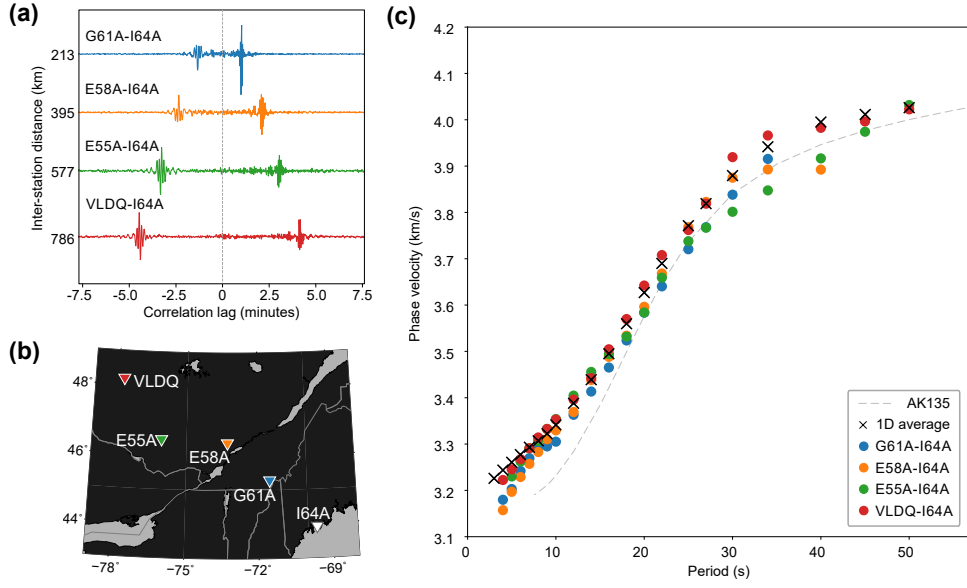 (a)
G61A-I64A
213
E58A-I64A
395
E55A-I64A
577
VLDQ-I64A
786
Inter-station distance (km)
-7.5 -5.0 -2.5 0 2.5 5.0 7.5
Correlation lag (minutes)
(b)
48°
VLDQ
46°
E55A
E58A
G61A
44°
I64A
−78° −75° −72° −69°
(c)
4.2
4.1
4.0
3.9
3.8
3.7
3.6
3.5
3.4
3.3
3.2
3.1
Phase velocity (km/s)
0 10 20 30 40 50
Period (s)
AK135
1D average
G61A-I64A
E58A-I64A
E55A-I64A
VLDQ-I64A